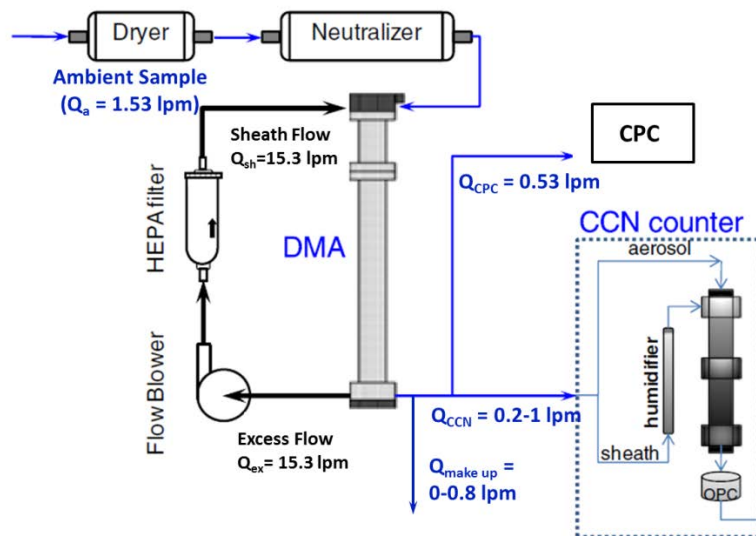 Dryer
Neutralizer
Ambient Sample
(Qa = 1.53 lpm)
Sheath Flow
Qsh=15.3 lpm
CPC
QCPC = 0.53 lpm
HEPA filter
DMA
CCN counter
aerosol
humidifier
Flow Blower
QCCN = 0.2-1 lpm
sheath
Excess Flow
Qex= 15.3 lpm
Qmake up =
0-0.8 lpm
OPC